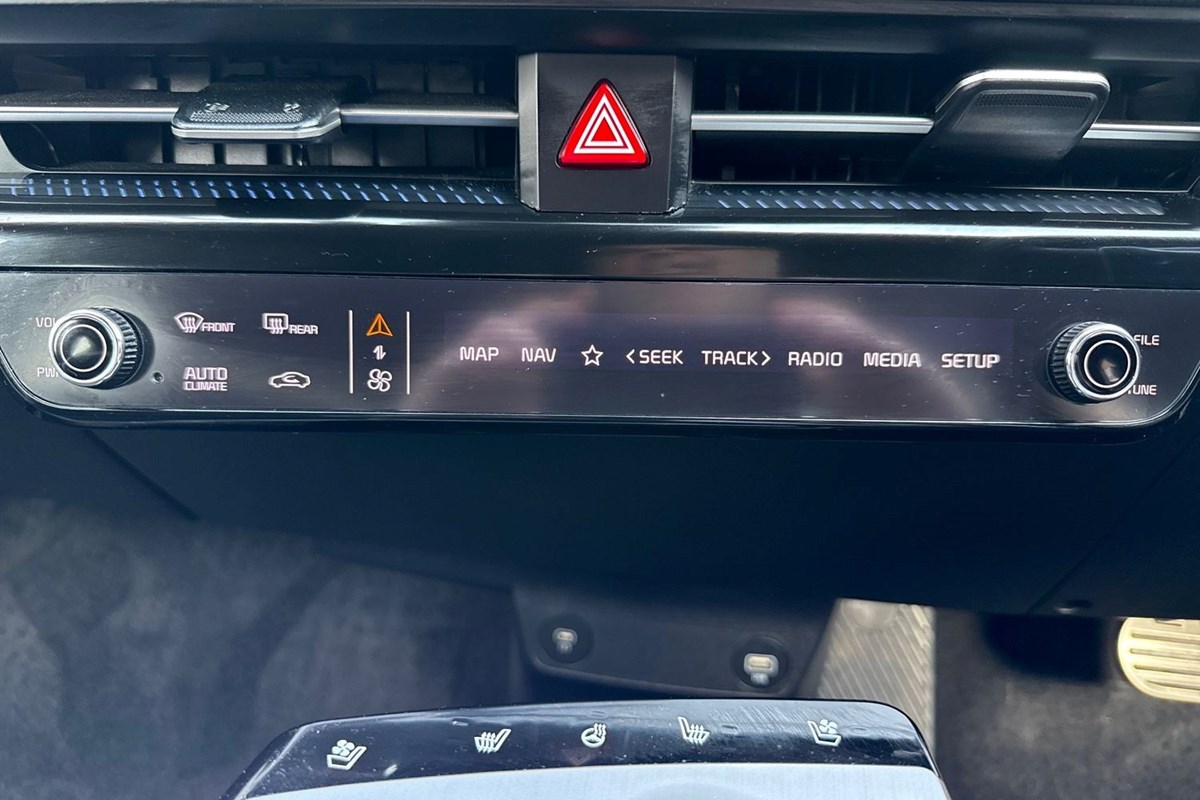 VOL
PWR
FRONT
REAR
AUTO
CLIMATE
MAP NAV <SEEK TRACK> RADIO MEDIA SETUP
FILE
TUNE